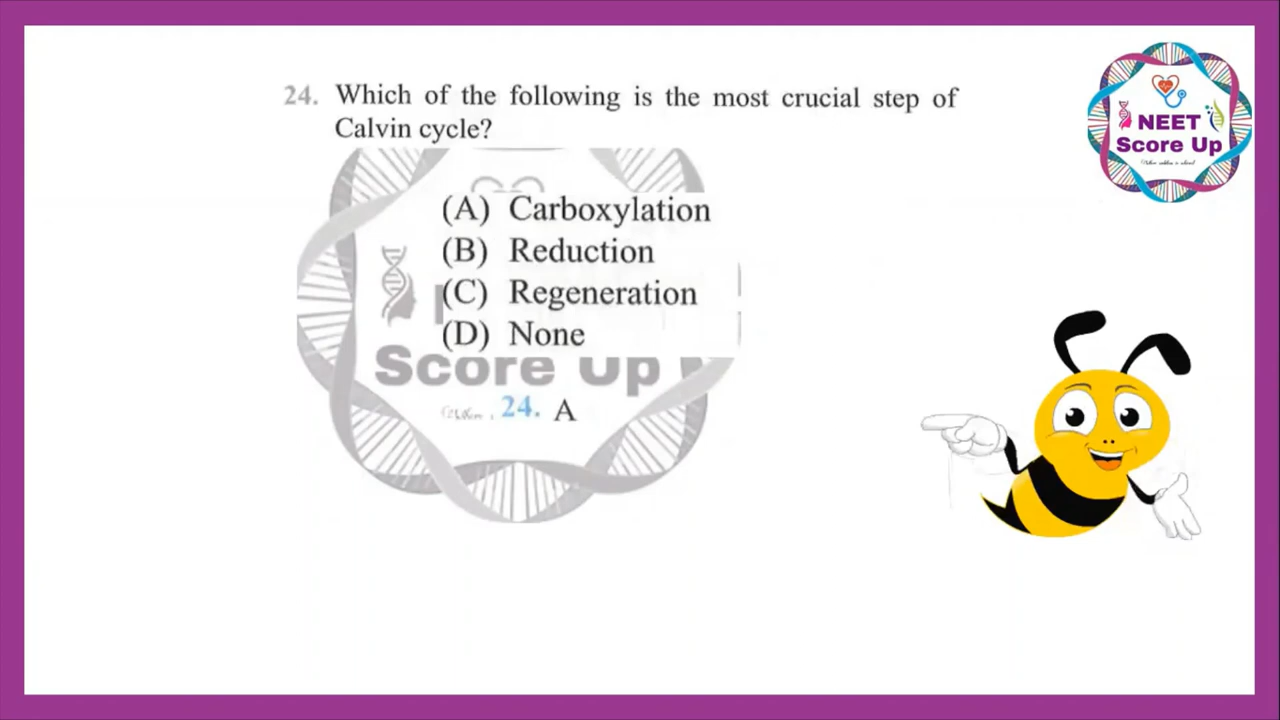 24. Which of the following is the most crucial step of
Calvin cycle?
(A) Carboxylation
(B) Reduction
(C) Regeneration
(D) None
Score Up
24. A
NEET
Score Up